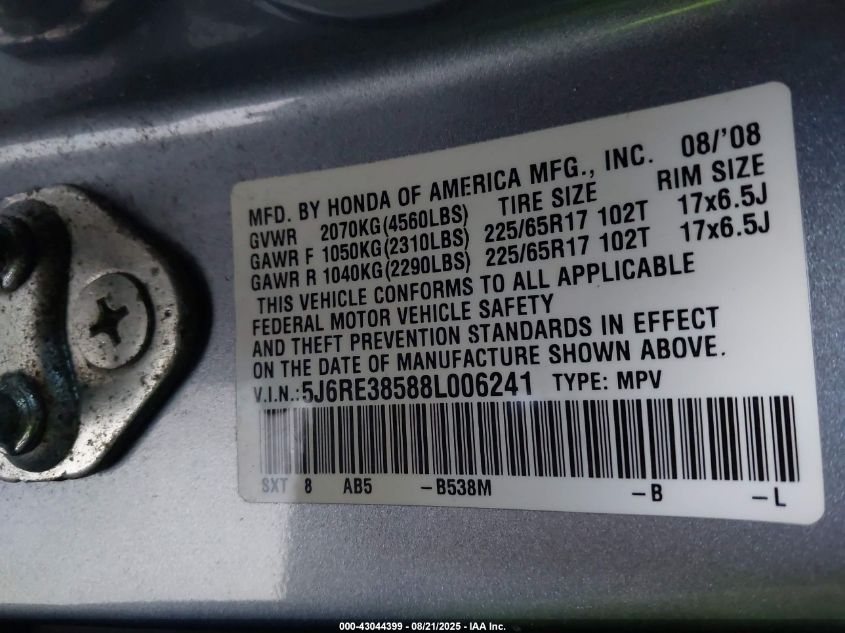 MFD. BY HONDA OF AMERICA MFG., INC. 08/'08
GVWR 2070KG(4560LBS) TIRE SIZE RIM SIZE
GAWR F 1050KG(2310LBS) 225/65R17 102T 17x6.5J
GAWR R 1040KG(2290LBS) 225/65R17 102T 17x6.5J
THIS VEHICLE CONFORMS TO ALL APPLICABLE
FEDERAL MOTOR VEHICLE SAFETY
AND THEFT PREVENTION STANDARDS IN EFFECT
ON THE DATE OF MANUFACTURE SHOWN ABOVE.
V.I.N.:5J6RE38588L006241 TYPE: MPV
SXT 8 AB5 -B538M -B -L
000-43044399 - 08/21/2025 - IAA Inc.